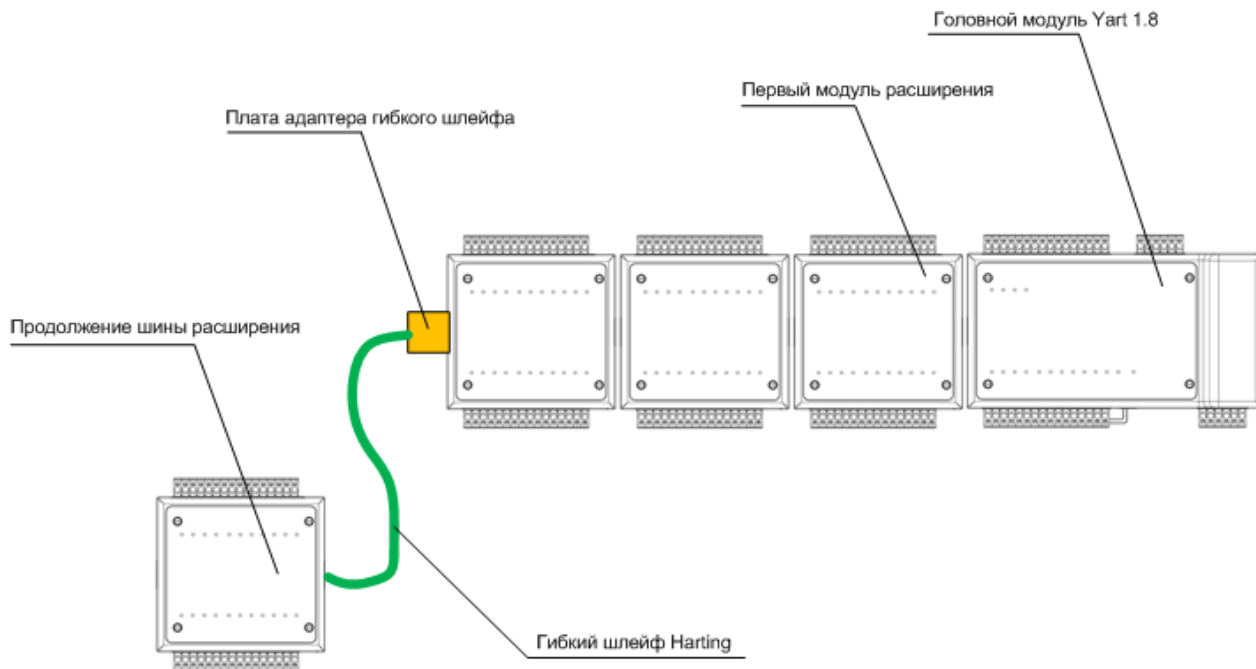 Головной модуль Yart 1.8
Первый модуль расширения
Плата адаптера гибкого шлейфа
Продолжение шины расширения
Гибкий шлейф Harting